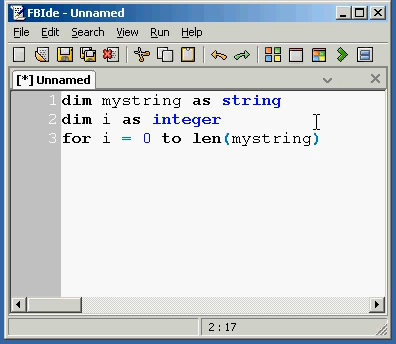 FBIde - Unnamed
File Edit Search View Run Help
[*] Unnamed
1 dim mystring as string
2 dim i as integer
3 for i = 0 to len(mystring)
2 : 17